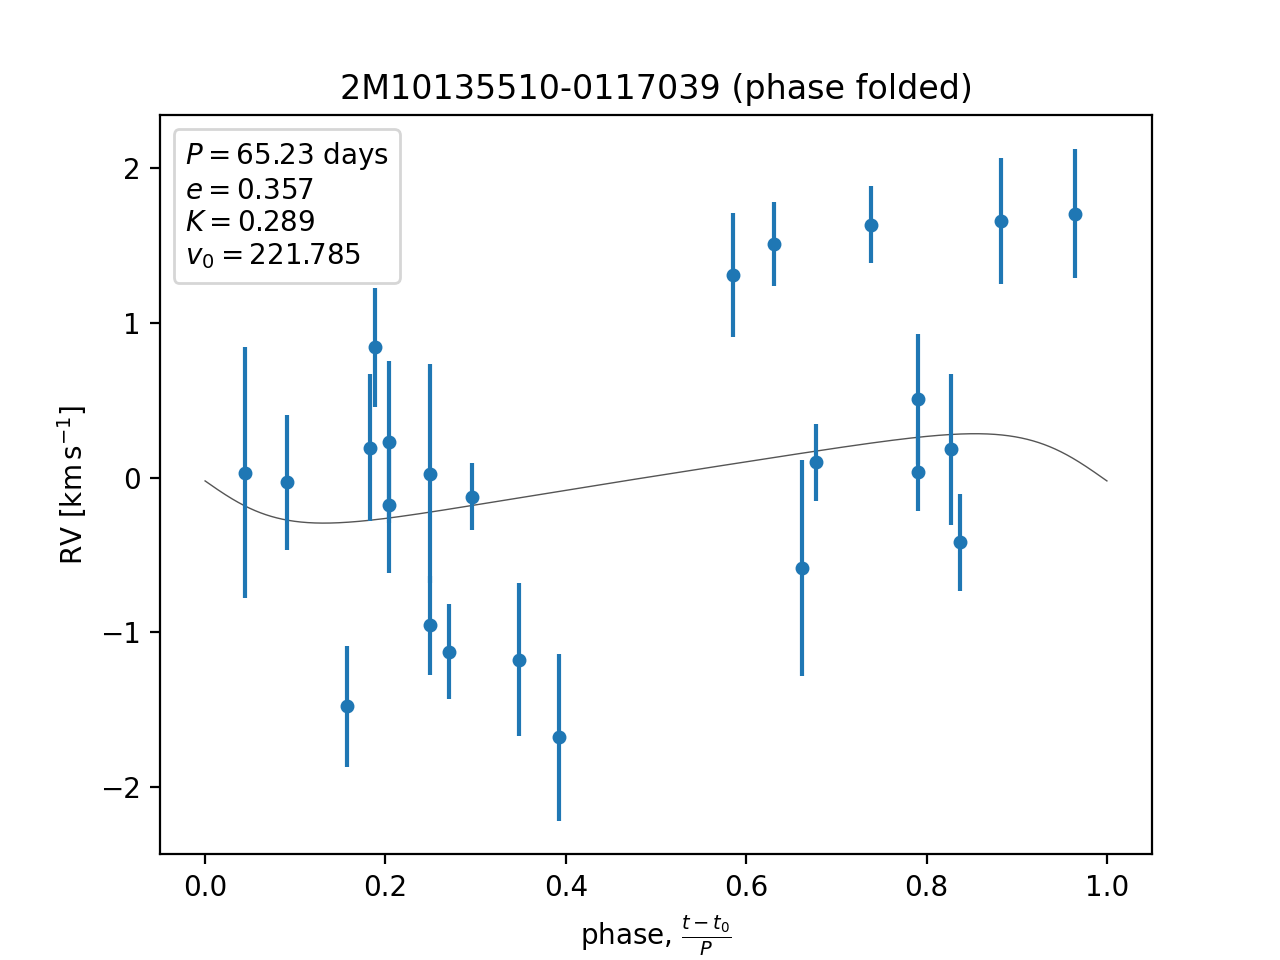 2M10135510-0117039 (phase folded)
P = 65.23 days
e = 0.357
K = 0.289
v₀ = 221.785
2
1
0
−1
−2
RV [km s⁻¹]
0.0 0.2 0.4 0.6 0.8 1.0
phase, (t − t₀)/P